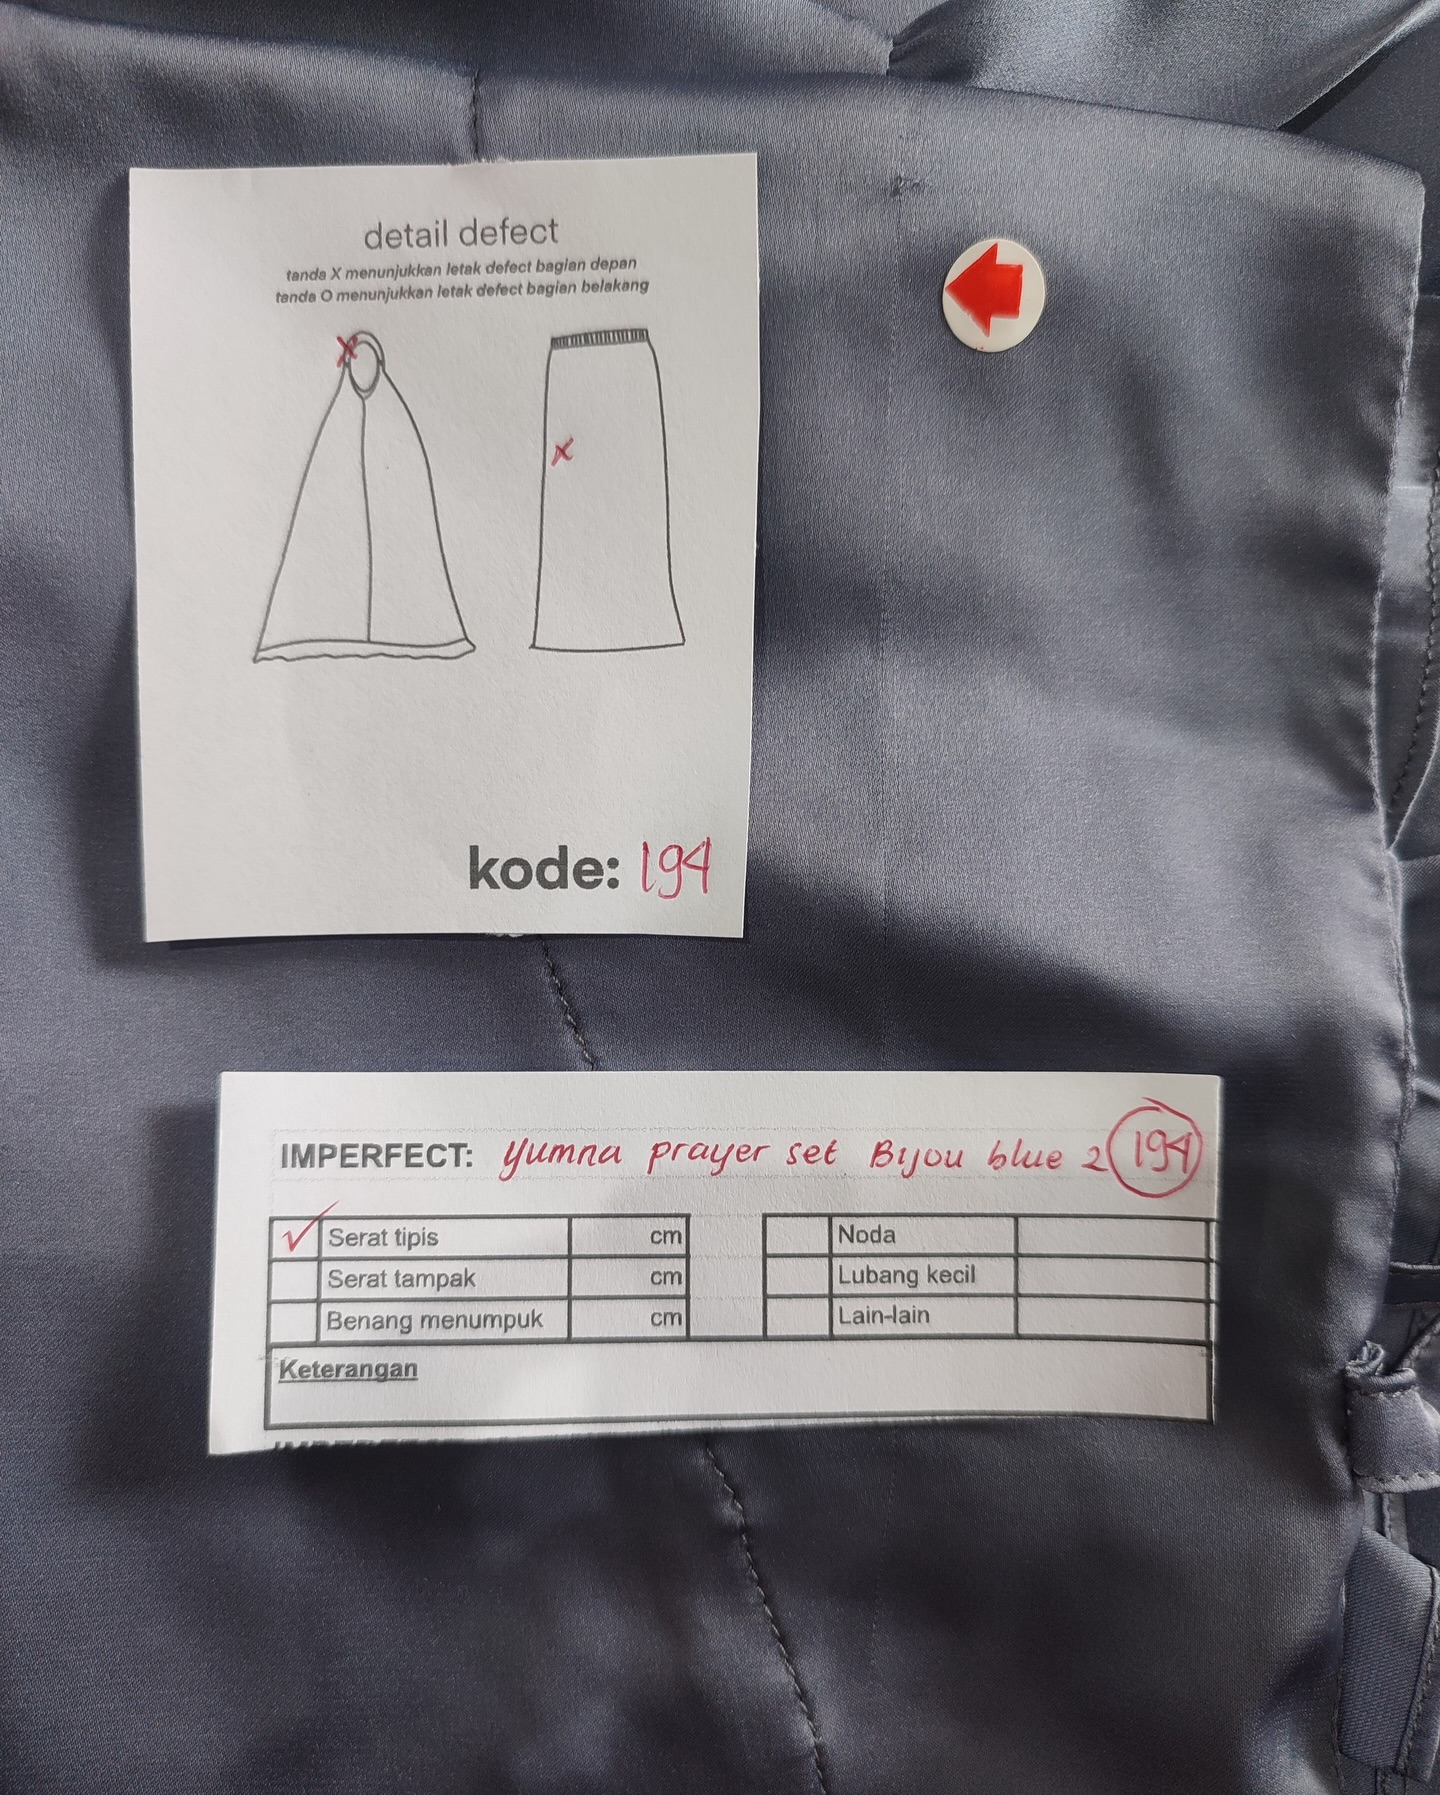 detail defect
tanda X menunjukkan letak defect bagian depan
tanda O menunjukkan letak defect bagian belakang
X
X
kode: 194
IMPERFECT: Yumna prayer set Bijou blue 2 194
✓ Serat tipis cm Noda
Serat tampak cm Lubang kecil
Benang menumpuk cm Lain-lain
Keterangan